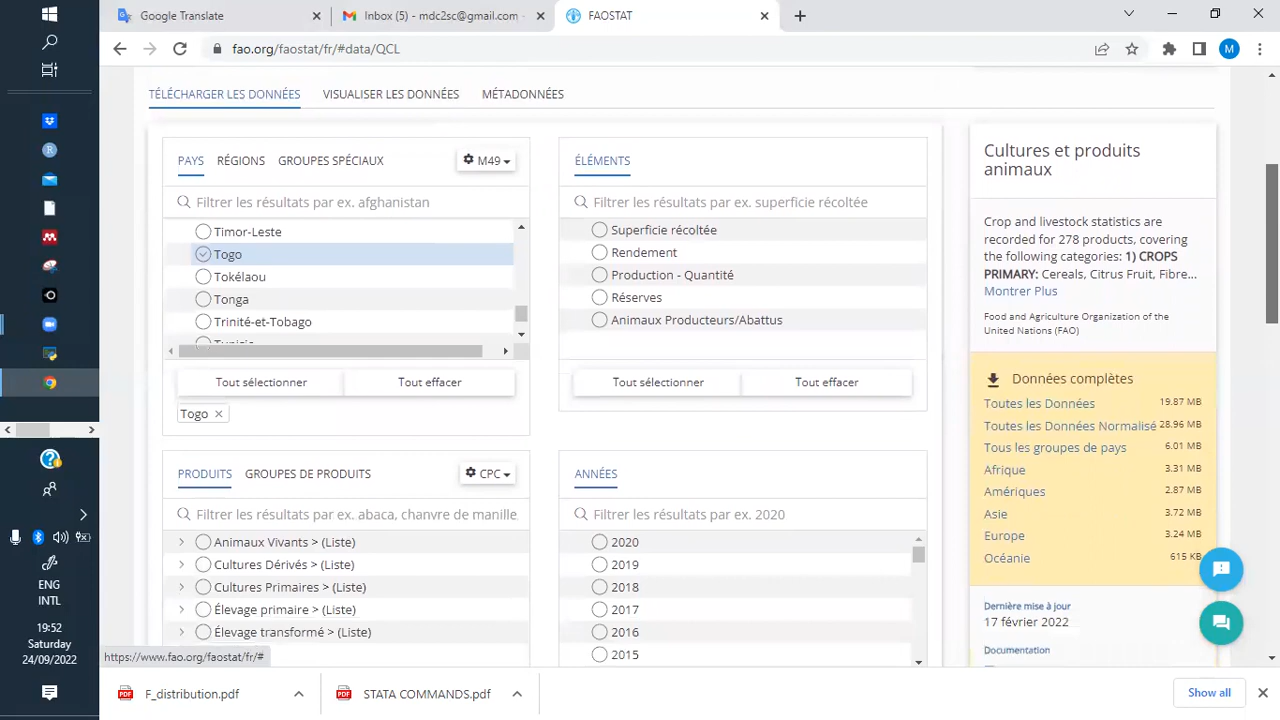 Google Translate
Inbox (5) - mdc2sc@gmail.com
FAOSTAT
fao.org/faostat/fr/#data/QCL
M
TÉLÉCHARGER LES DONNÉES
VISUALISER LES DONNÉES
MÉTADONNÉES
PAYS
RÉGIONS
GROUPES SPÉCIAUX
M49
Filtrer les résultats par ex. afghanistan
Timor-Leste
Togo
Tokélaou
Tonga
Trinité-et-Tobago
Tout sélectionner
Tout effacer
Togo
ÉLÉMENTS
Filtrer les résultats par ex. superficie récoltée
Superficie récoltée
Rendement
Production - Quantité
Réserves
Animaux Producteurs/Abattus
Tout sélectionner
Tout effacer
PRODUITS
GROUPES DE PRODUITS
CPC
Filtrer les résultats par ex. abaca, chanvre de manille,
Animaux Vivants > (Liste)
Cultures Dérivés > (Liste)
Cultures Primaires > (Liste)
Élevage primaire > (Liste)
Élevage transformé > (Liste)
ANNÉES
Filtrer les résultats par ex. 2020
2020
2019
2018
2017
2016
2015
Cultures et produits
animaux
Crop and livestock statistics are
recorded for 278 products, covering
the following categories: 1) CROPS
PRIMARY: Cereals, Citrus Fruit, Fibre...
Montrer Plus
Food and Agriculture Organization of the
United Nations (FAO)
Données complètes
Toutes les Données 19.87 MB
Toutes les Données Normalisé 28.96 MB
Tous les groupes de pays 6.01 MB
Afrique 3.31 MB
Amériques 2.87 MB
Asie 3.72 MB
Europe 3.24 MB
Océanie 615 KB
Dernière mise à jour
17 février 2022
Documentation
https://www.fao.org/faostat/fr/#
ENG
INTL
19:52
Saturday
24/09/2022
F_distribution.pdf
STATA COMMANDS.pdf
Show all